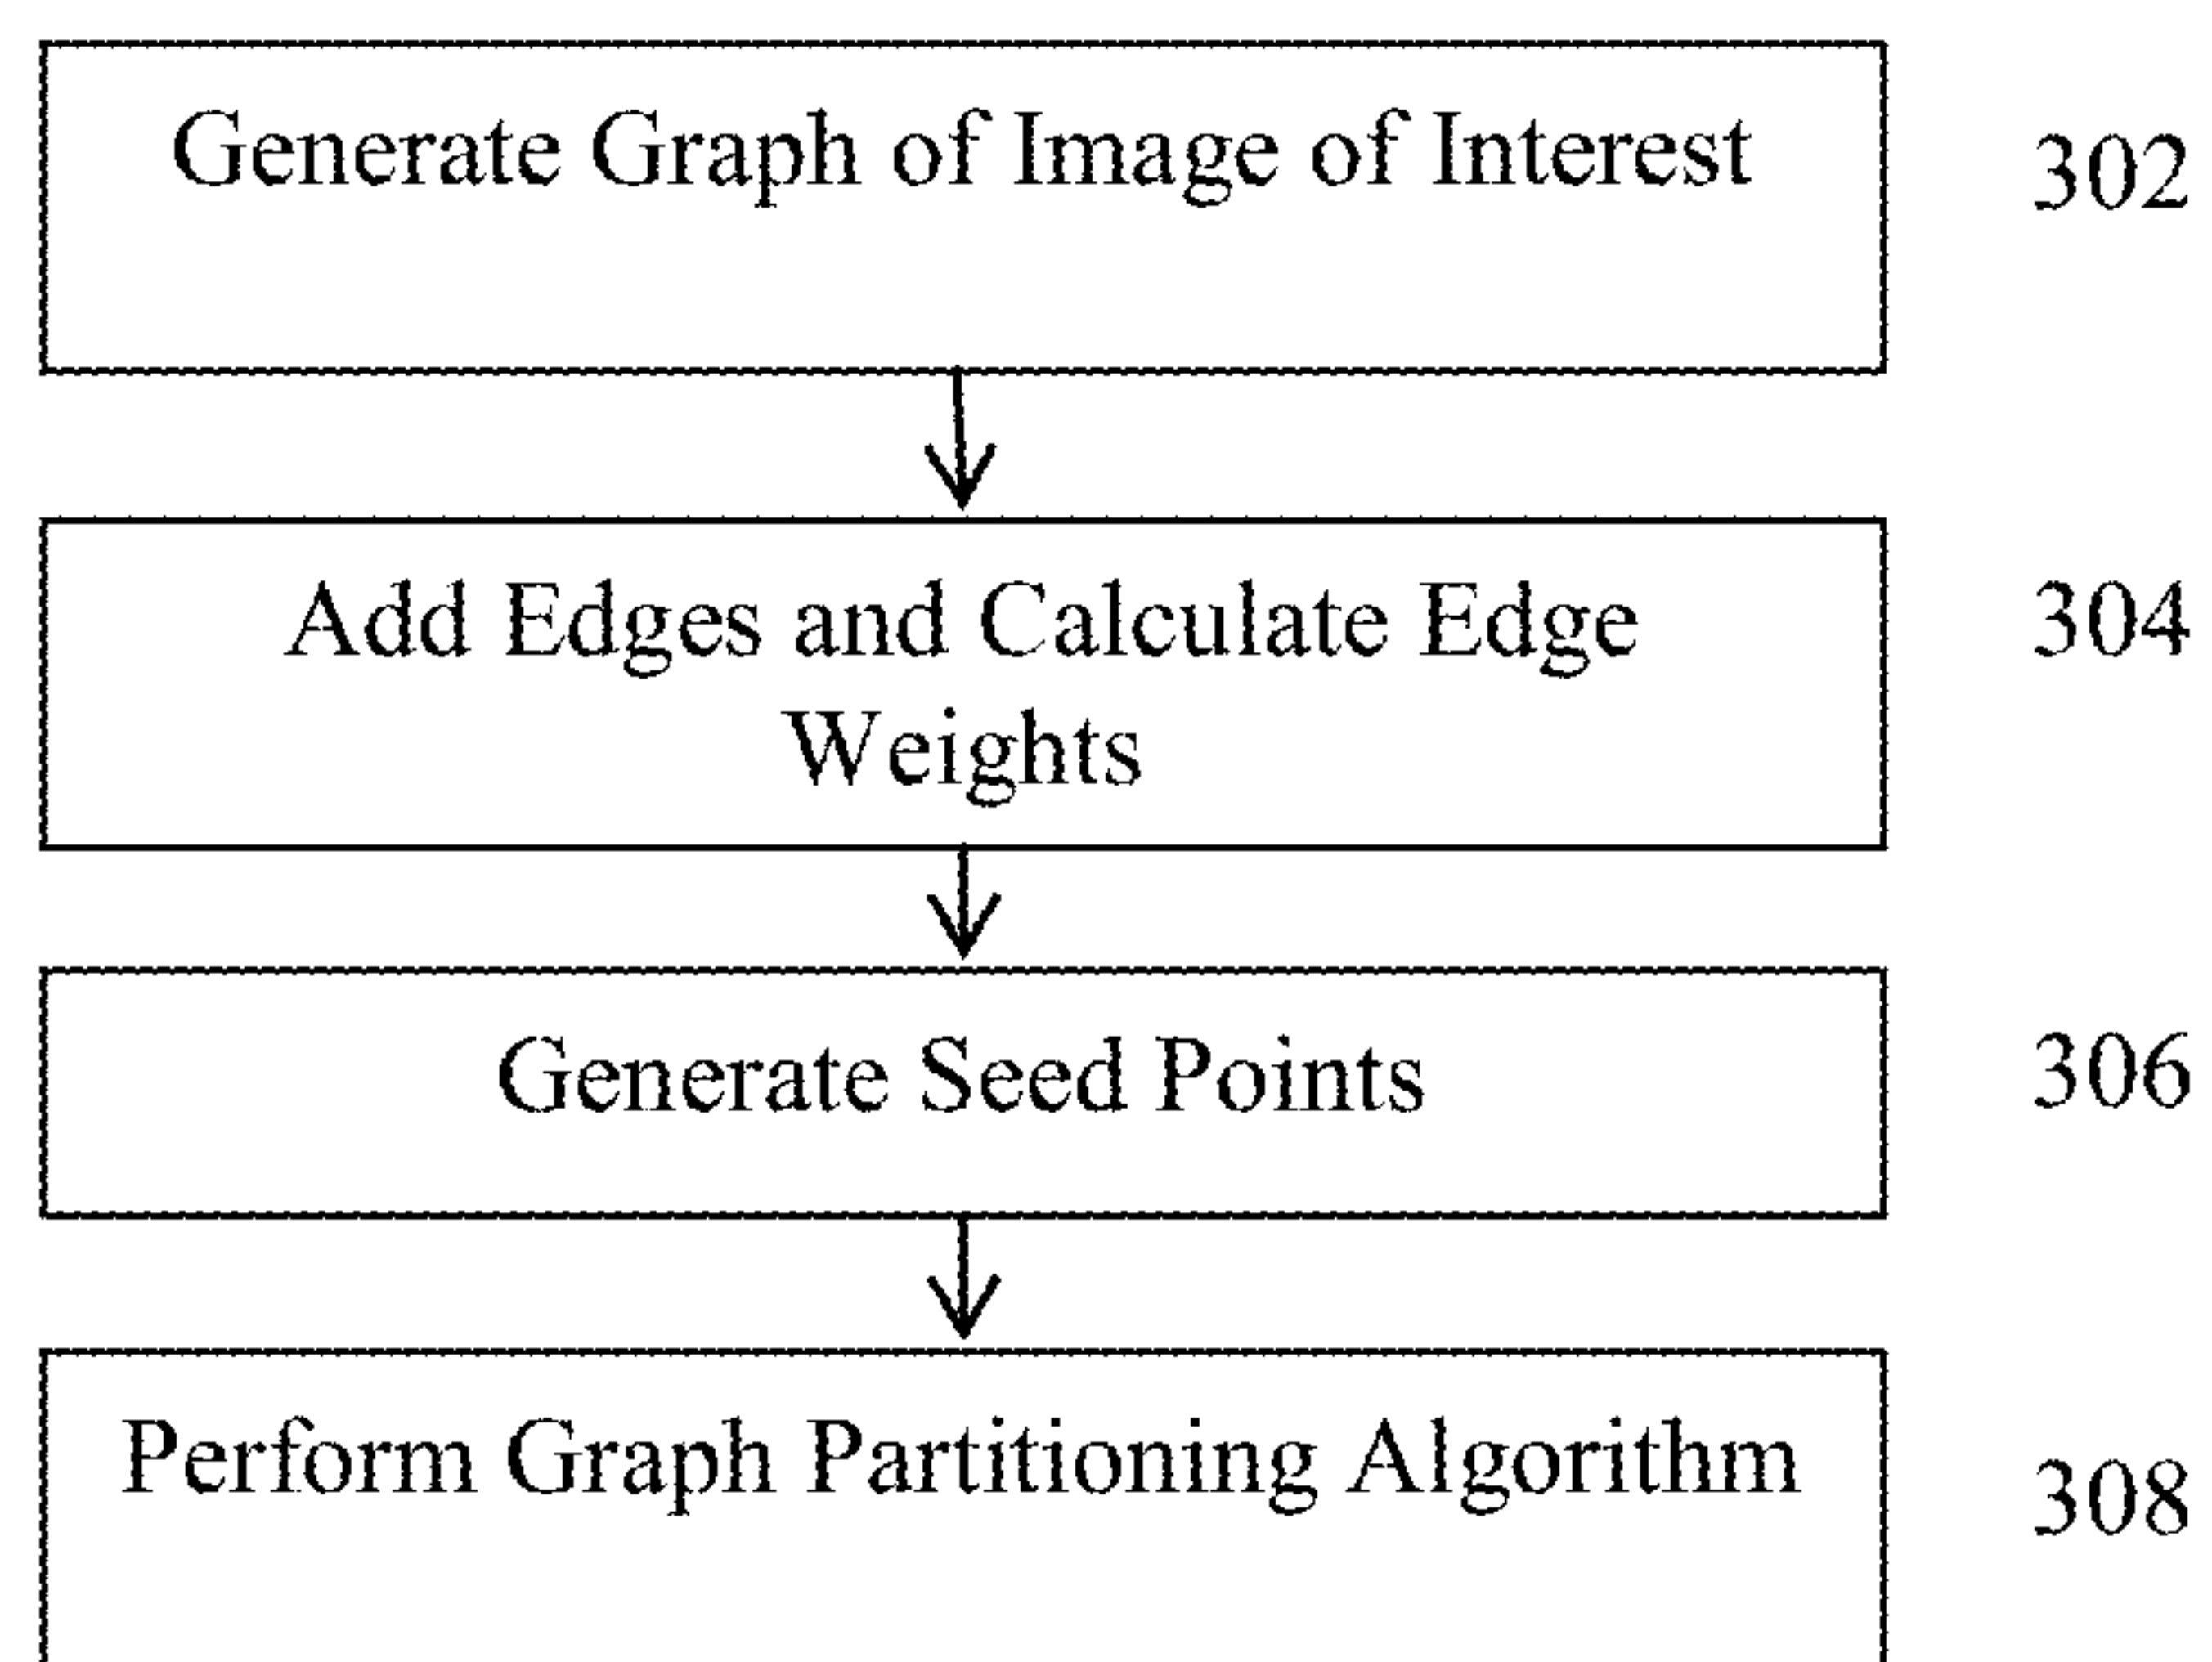 Generate Graph of Image of Interest
302
Add Edges and Calculate Edge
Weights
304
Generate Seed Points
306
Perform Graph Partitioning Algorithm
308